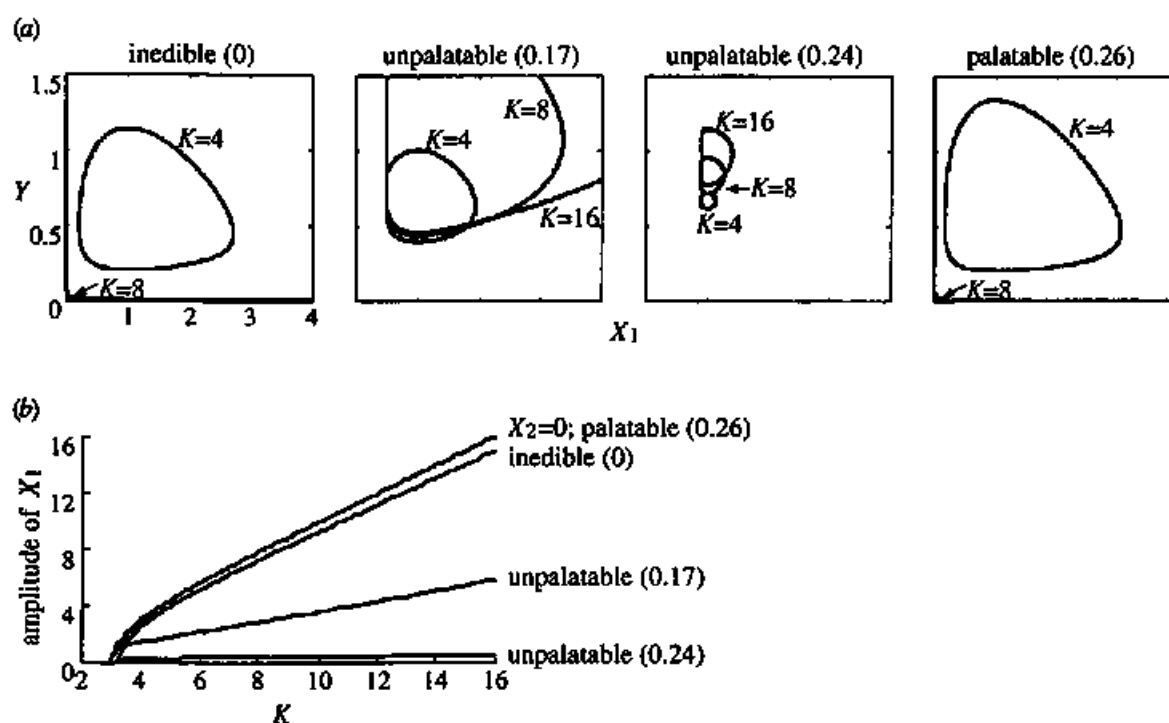 (a)
inedible (0)
unpalatable (0.17)
unpalatable (0.24)
palatable (0.26)
1.5
1
Y
0.5
0
K=4
K=8
1
2
3
4
K=4
K=8
K=16
K=16
K=8
K=4
K=4
K=8
X1
(b)
amplitude of X1
16
12
8
4
0
X2=0; palatable (0.26)
inedible (0)
unpalatable (0.17)
unpalatable (0.24)
2
4
6
8
10
12
14
16
K